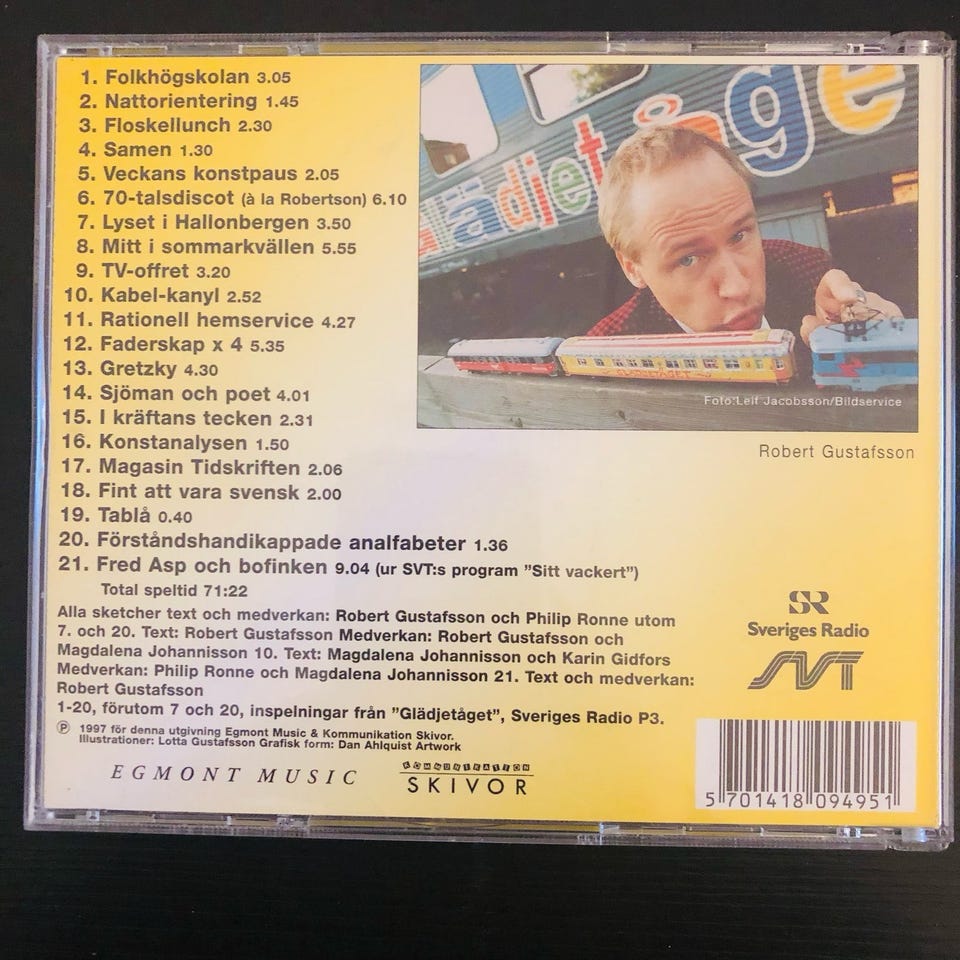 1. Folkhögskolan 3.05
2. Nattorientering 1.45
3. Floskellunch 2.30
4. Samen 1.30
5. Veckans konstpaus 2.05
6. 70-talsdiscot (à la Robertson) 6.10
7. Lyset i Hallonbergen 3.50
8. Mitt i sommarkvällen 5.55
9. TV-offret 3.20
10. Kabel-kanyl 2.52
11. Rationell hemservice 4.27
12. Faderskap x 4 5.35
13. Gretzky 4.30
14. Sjöman och poet 4.01
15. I kräftans tecken 2.31
16. Konstanalysen 1.50
17. Magasin Tidskriften 2.06
18. Fint att vara svensk 2.00
19. Tablå 0.40
20. Förståndshandikappade analfabeter 1.36
21. Fred Asp och bofinken 9.04 (ur SVT:s program ”Sitt vackert”)
Total speltid 71:22
lädjetåge
GLÄDJETÅGET
Foto:Leif Jacobsson/Bildservice
Robert Gustafsson
Alla sketcher text och medverkan: Robert Gustafsson och Philip Ronne utom
7. och 20. Text: Robert Gustafsson Medverkan: Robert Gustafsson och
Magdalena Johannisson 10. Text: Magdalena Johannisson och Karin Gidfors
Medverkan: Philip Ronne och Magdalena Johannisson 21. Text och medverkan:
Robert Gustafsson
1-20, förutom 7 och 20, inspelningar från ”Glädjetåget”, Sveriges Radio P3.
℗ 1997 för denna utgivning Egmont Music & Kommunikation Skivor.
Illustrationer: Lotta Gustafsson Grafisk form: Dan Ahlquist Artwork
EGMONT MUSIC
KOMMUNIKATION
SKIVOR
SR
Sveriges Radio
SVT
5 701418 094951